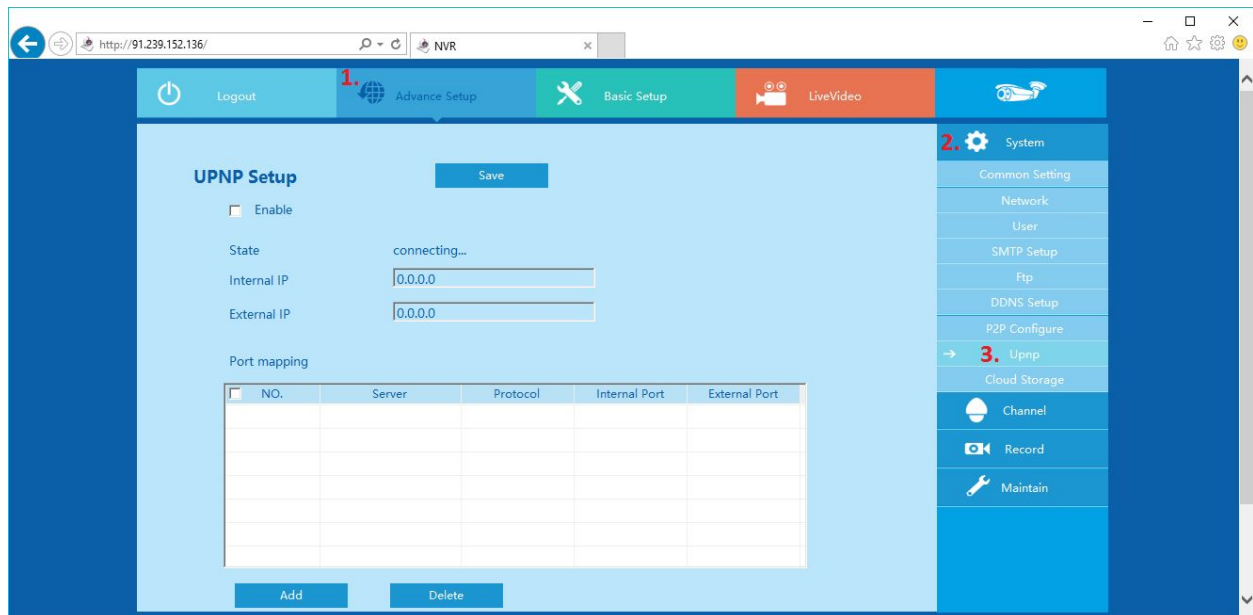 http://91.239.152.136/
NVR
Logout
1. Advance Setup
Basic Setup
LiveVideo
UPNP Setup
Save
Enable
State connecting...
Internal IP 0.0.0.0
External IP 0.0.0.0
Port mapping
NO. Server Protocol Internal Port External Port
Add Delete
2. System
Common Setting
Network
User
SMTP Setup
Ftp
DDNS Setup
P2P Configure
3. Upnp
Cloud Storage
Channel
Record
Maintain